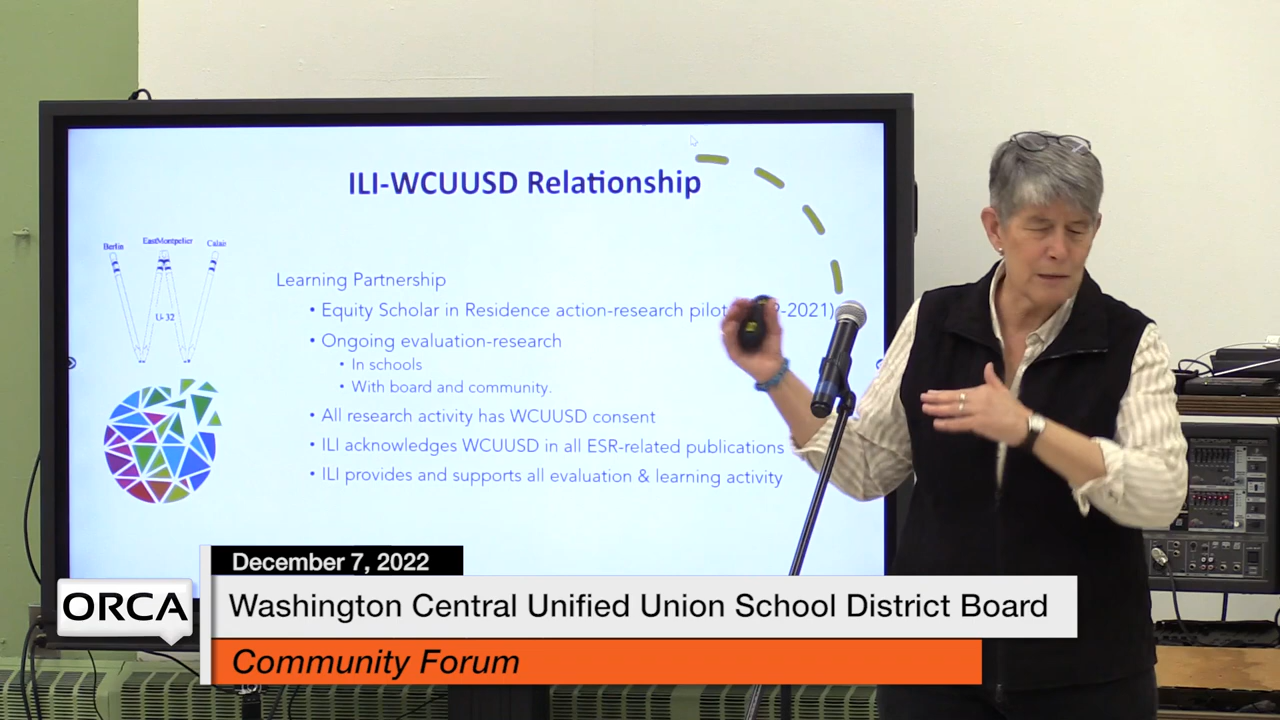 ILI-WCUUSD Relationship
Berlin
EastMontpelier
Calais
U-32
Learning Partnership
• Equity Scholar in Residence action-research pilot 9-2021)
• Ongoing evaluation-research
• In schools
• With board and community.
• All research activity has WCUUSD consent
• ILI acknowledges WCUUSD in all ESR-related publications
• ILI provides and supports all evaluation & learning activity
December 7, 2022
ORCA
Washington Central Unified Union School District Board
Community Forum